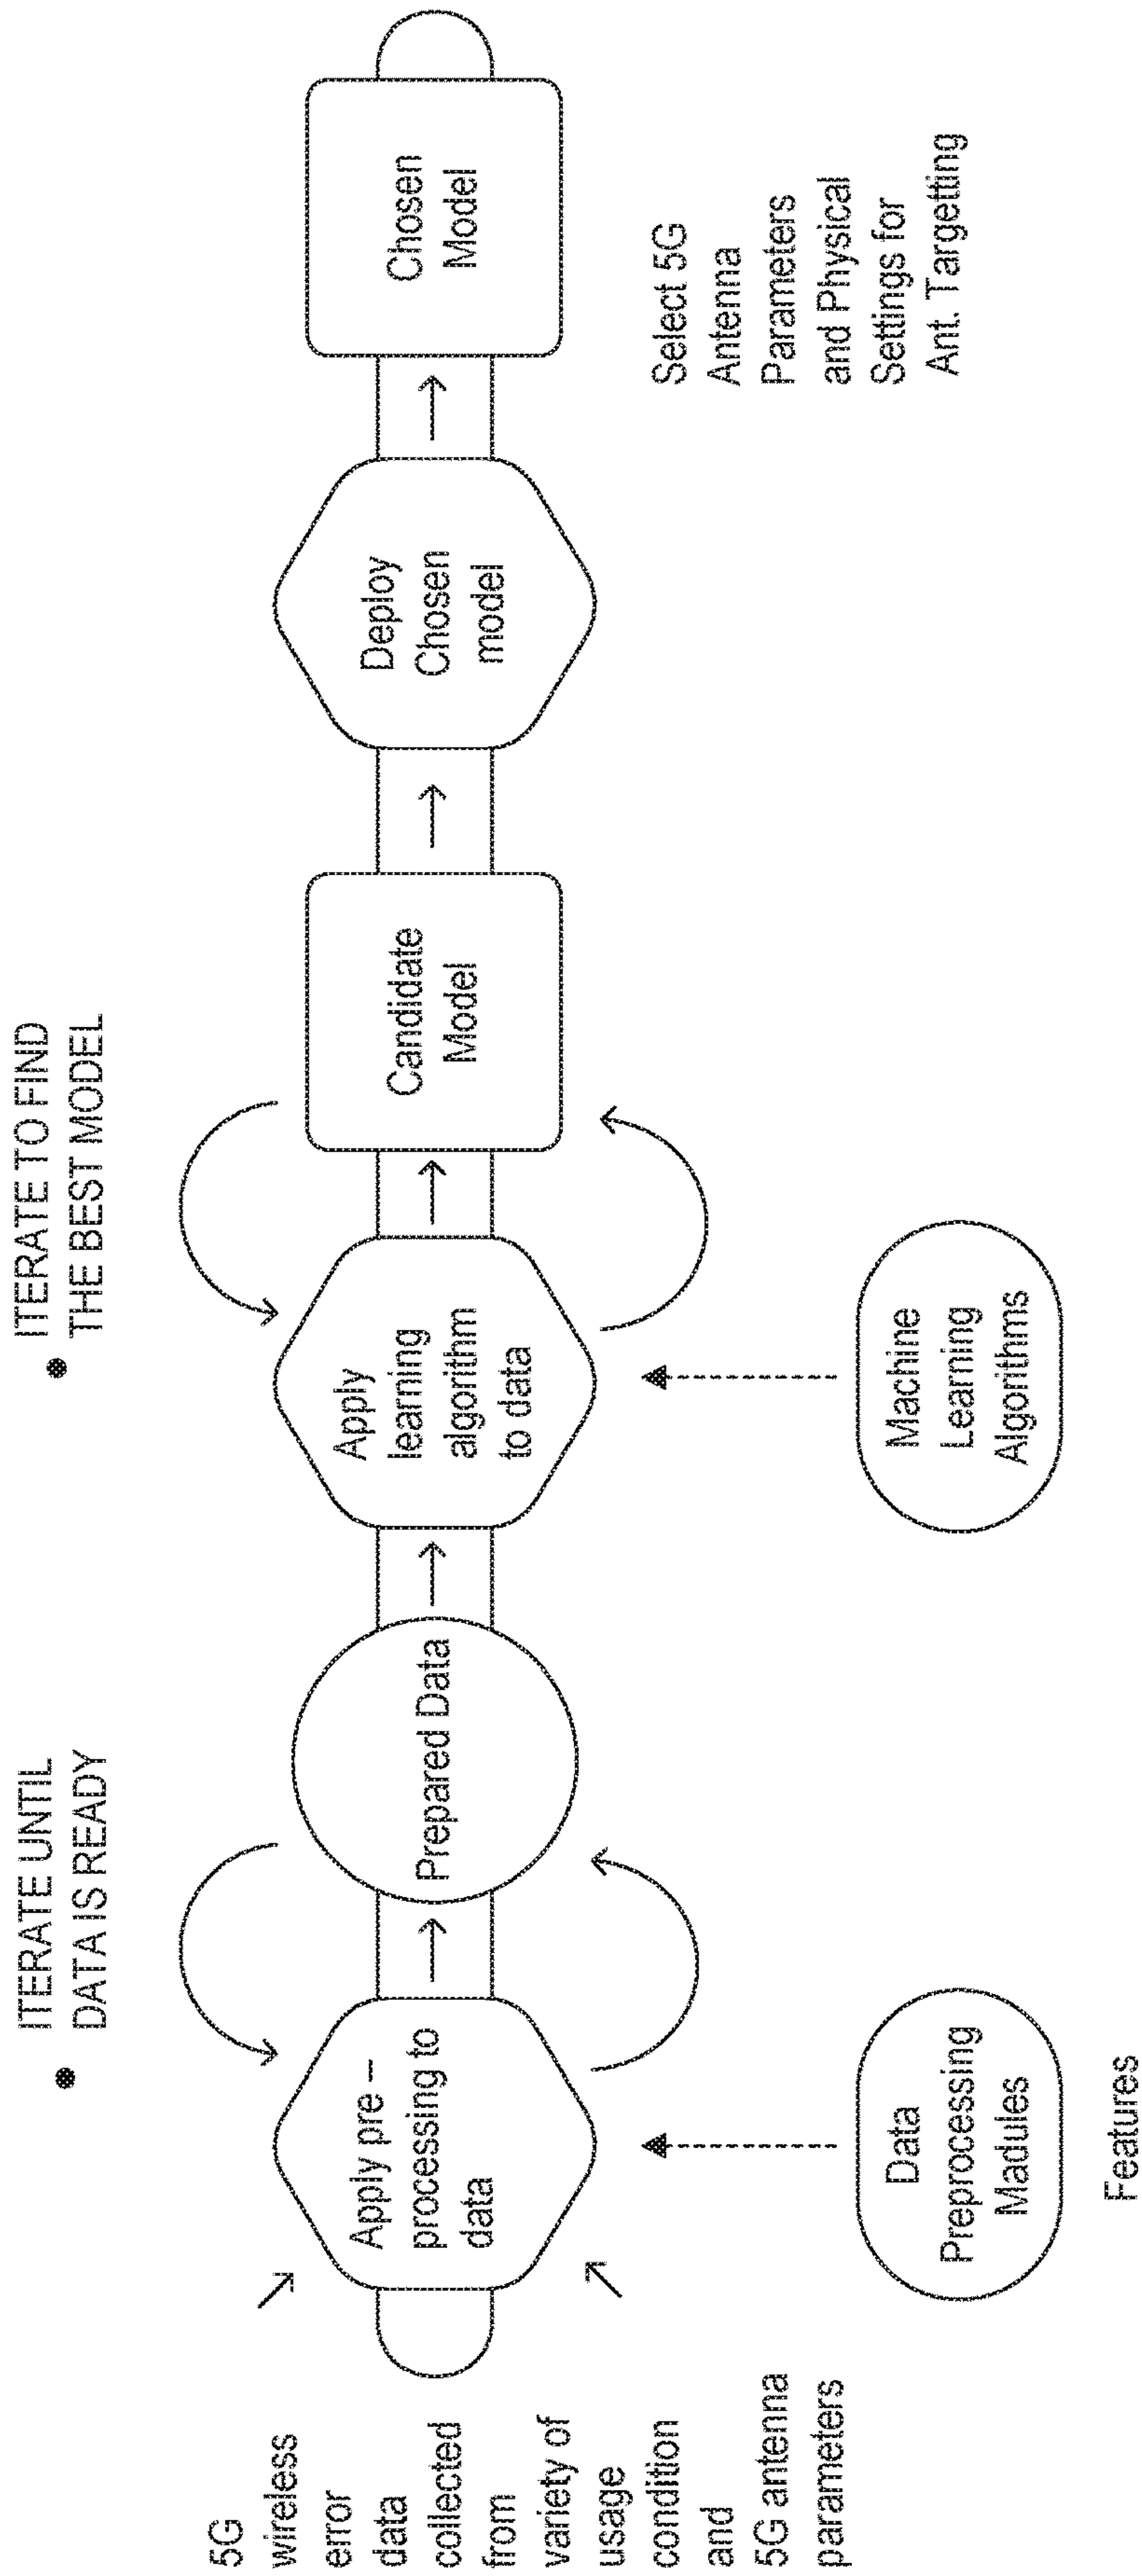 • ITERATE UNTIL
DATA IS READY
• ITERATE TO FIND
THE BEST MODEL
5G
wireless
error
data
collected
from
variety of
usage
condition
and
5G antenna
parameters
Apply pre –
processing to
data
Prepared Data
Apply
learning
algorithm
to data
Candidate
Model
Deploy
Chosen
model
Chosen
Model
Data
Preprocessing
Madules
Features
Machine
Learning
Algorithms
Select 5G
Antenna
Parameters
and Physical
Settings for
Ant. Targetting